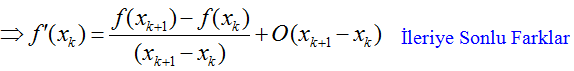 ⇒ f′(x_k) = (f(x_{k+1}) − f(x_k)) / (x_{k+1} − x_k) + O(x_{k+1} − x_k) İleriye Sonlu Farklar